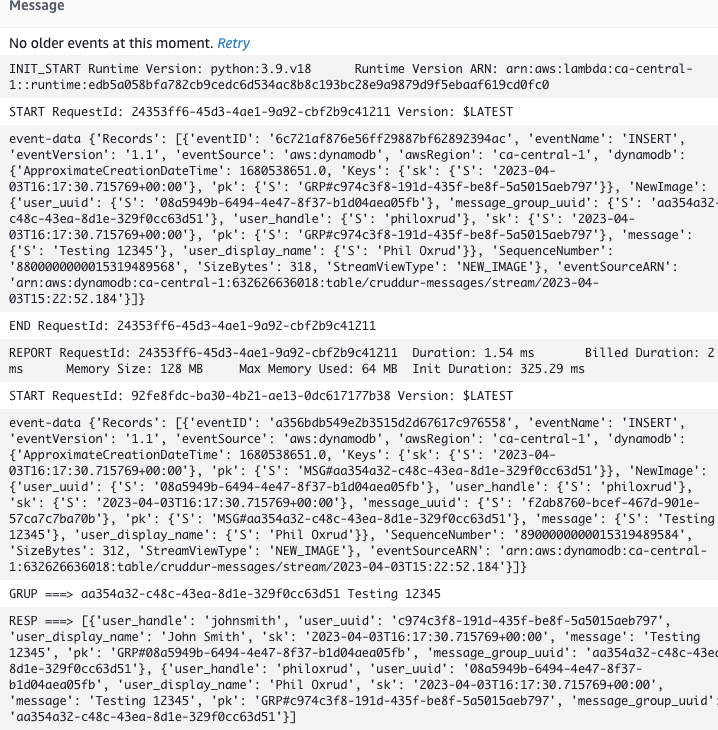 Message
No older events at this moment. Retry
INIT_START Runtime Version: python:3.9.v18 Runtime Version ARN: arn:aws:lambda:ca-central-
1::runtime:edb5a058bfa782cb9cedc6d534ac8b8c193bc28e9a9879d9f5ebaaf619cd0fc0
START RequestId: 24353ff6-45d3-4ae1-9a92-cbf2b9c41211 Version: $LATEST
event-data {'Records': [{'eventID': '6c721af876e56ff29887bf62892394ac', 'eventName': 'INSERT',
'eventVersion': '1.1', 'eventSource': 'aws:dynamodb', 'awsRegion': 'ca-central-1', 'dynamodb':
{'ApproximateCreationDateTime': 1680538651.0, 'Keys': {'sk': {'S': '2023-04-
03T16:17:30.715769+00:00'}, 'pk': {'S': 'GRP#c974c3f8-191d-435f-be8f-5a5015aeb797'}}, 'NewImage':
{'user_uuid': {'S': '08a5949b-6494-4e47-8f37-b1d04aea05fb'}, 'message_group_uuid': {'S': 'aa354a32-
c48c-43ea-8d1e-329f0cc63d51'}, 'user_handle': {'S': 'philoxrud'}, 'sk': {'S': '2023-04-
03T16:17:30.715769+00:00'}, 'pk': {'S': 'GRP#c974c3f8-191d-435f-be8f-5a5015aeb797'}, 'message':
{'S': 'Testing 12345'}, 'user_display_name': {'S': 'Phil Oxrud'}}, 'SequenceNumber':
'8800000000015319489568', 'SizeBytes': 318, 'StreamViewType': 'NEW_IMAGE'}, 'eventSourceARN':
'arn:aws:dynamodb:ca-central-1:632626636018:table/cruddur-messages/stream/2023-04-
03T15:22:52.184'}]}
END RequestId: 24353ff6-45d3-4ae1-9a92-cbf2b9c41211
REPORT RequestId: 24353ff6-45d3-4ae1-9a92-cbf2b9c41211 Duration: 1.54 ms Billed Duration: 2
ms Memory Size: 128 MB Max Memory Used: 64 MB Init Duration: 325.29 ms
START RequestId: 92fe8fdc-ba30-4b21-ae13-0dc617177b38 Version: $LATEST
event-data {'Records': [{'eventID': 'a356bdb549e2b3515d2d67617c976558', 'eventName': 'INSERT',
'eventVersion': '1.1', 'eventSource': 'aws:dynamodb', 'awsRegion': 'ca-central-1', 'dynamodb':
{'ApproximateCreationDateTime': 1680538651.0, 'Keys': {'sk': {'S': '2023-04-
03T16:17:30.715769+00:00'}, 'pk': {'S': 'MSG#aa354a32-c48c-43ea-8d1e-329f0cc63d51'}}, 'NewImage':
{'user_uuid': {'S': '08a5949b-6494-4e47-8f37-b1d04aea05fb'}, 'user_handle': {'S': 'philoxrud'},
'sk': {'S': '2023-04-03T16:17:30.715769+00:00'}, 'message_uuid': {'S': 'f2ab8760-bcef-467d-901e-
57ca7c7ba70b'}, 'pk': {'S': 'MSG#aa354a32-c48c-43ea-8d1e-329f0cc63d51'}, 'message': {'S': 'Testing
12345'}, 'user_display_name': {'S': 'Phil Oxrud'}}, 'SequenceNumber': '8900000000015319489584',
'SizeBytes': 312, 'StreamViewType': 'NEW_IMAGE'}, 'eventSourceARN': 'arn:aws:dynamodb:ca-central-
1:632626636018:table/cruddur-messages/stream/2023-04-03T15:22:52.184'}]}
GRUP ===> aa354a32-c48c-43ea-8d1e-329f0cc63d51 Testing 12345
RESP ===> [{'user_handle': 'johnsmith', 'user_uuid': 'c974c3f8-191d-435f-be8f-5a5015aeb797',
'user_display_name': 'John Smith', 'sk': '2023-04-03T16:17:30.715769+00:00', 'message': 'Testing
12345', 'pk': 'GRP#08a5949b-6494-4e47-8f37-b1d04aea05fb', 'message_group_uuid': 'aa354a32-c48c-43ea-
8d1e-329f0cc63d51'}, {'user_handle': 'philoxrud', 'user_uuid': '08a5949b-6494-4e47-8f37-
b1d04aea05fb', 'user_display_name': 'Phil Oxrud', 'sk': '2023-04-03T16:17:30.715769+00:00',
'message': 'Testing 12345', 'pk': 'GRP#c974c3f8-191d-435f-be8f-5a5015aeb797', 'message_group_uuid':
'aa354a32-c48c-43ea-8d1e-329f0cc63d51'}]